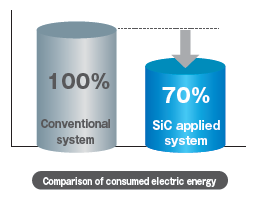 100%
Conventional
system
70%
SiC applied
system
Comparison of consumed electric energy